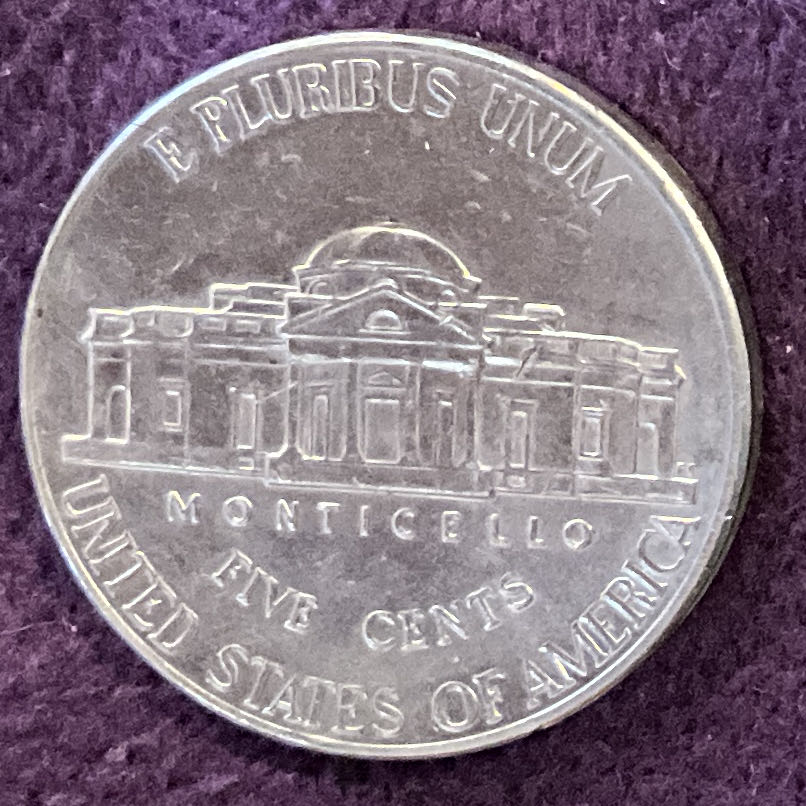 E PLURIBUS UNUM
MONTICELLO
FIVE CENTS
UNITED STATES OF AMERICA